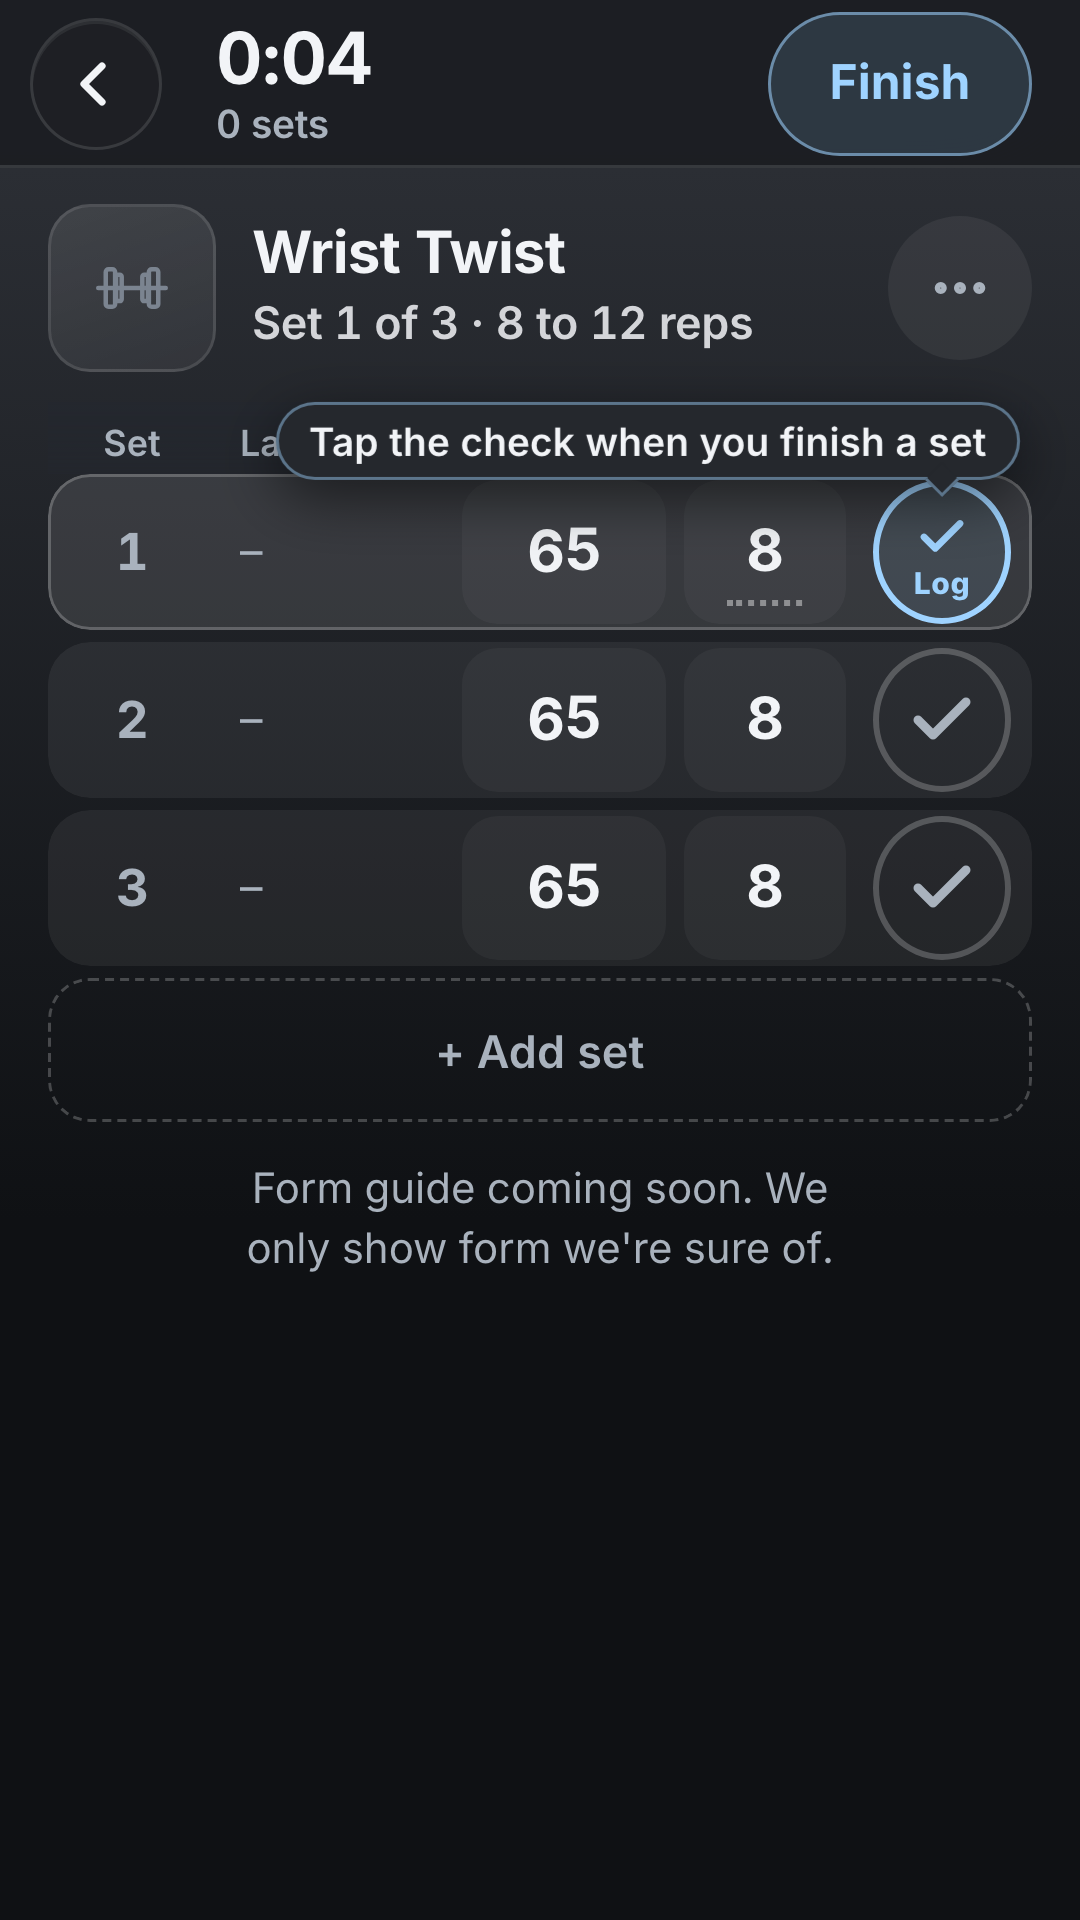 0:04
Finish
0 sets
Wrist Twist
Set 1 of 3 · 8 to 12 reps
Set
Tap the check when you finish a set
1 – 65 8
Log
2 – 65 8
3 – 65 8
+ Add set
Form guide coming soon. We
only show form we're sure of.